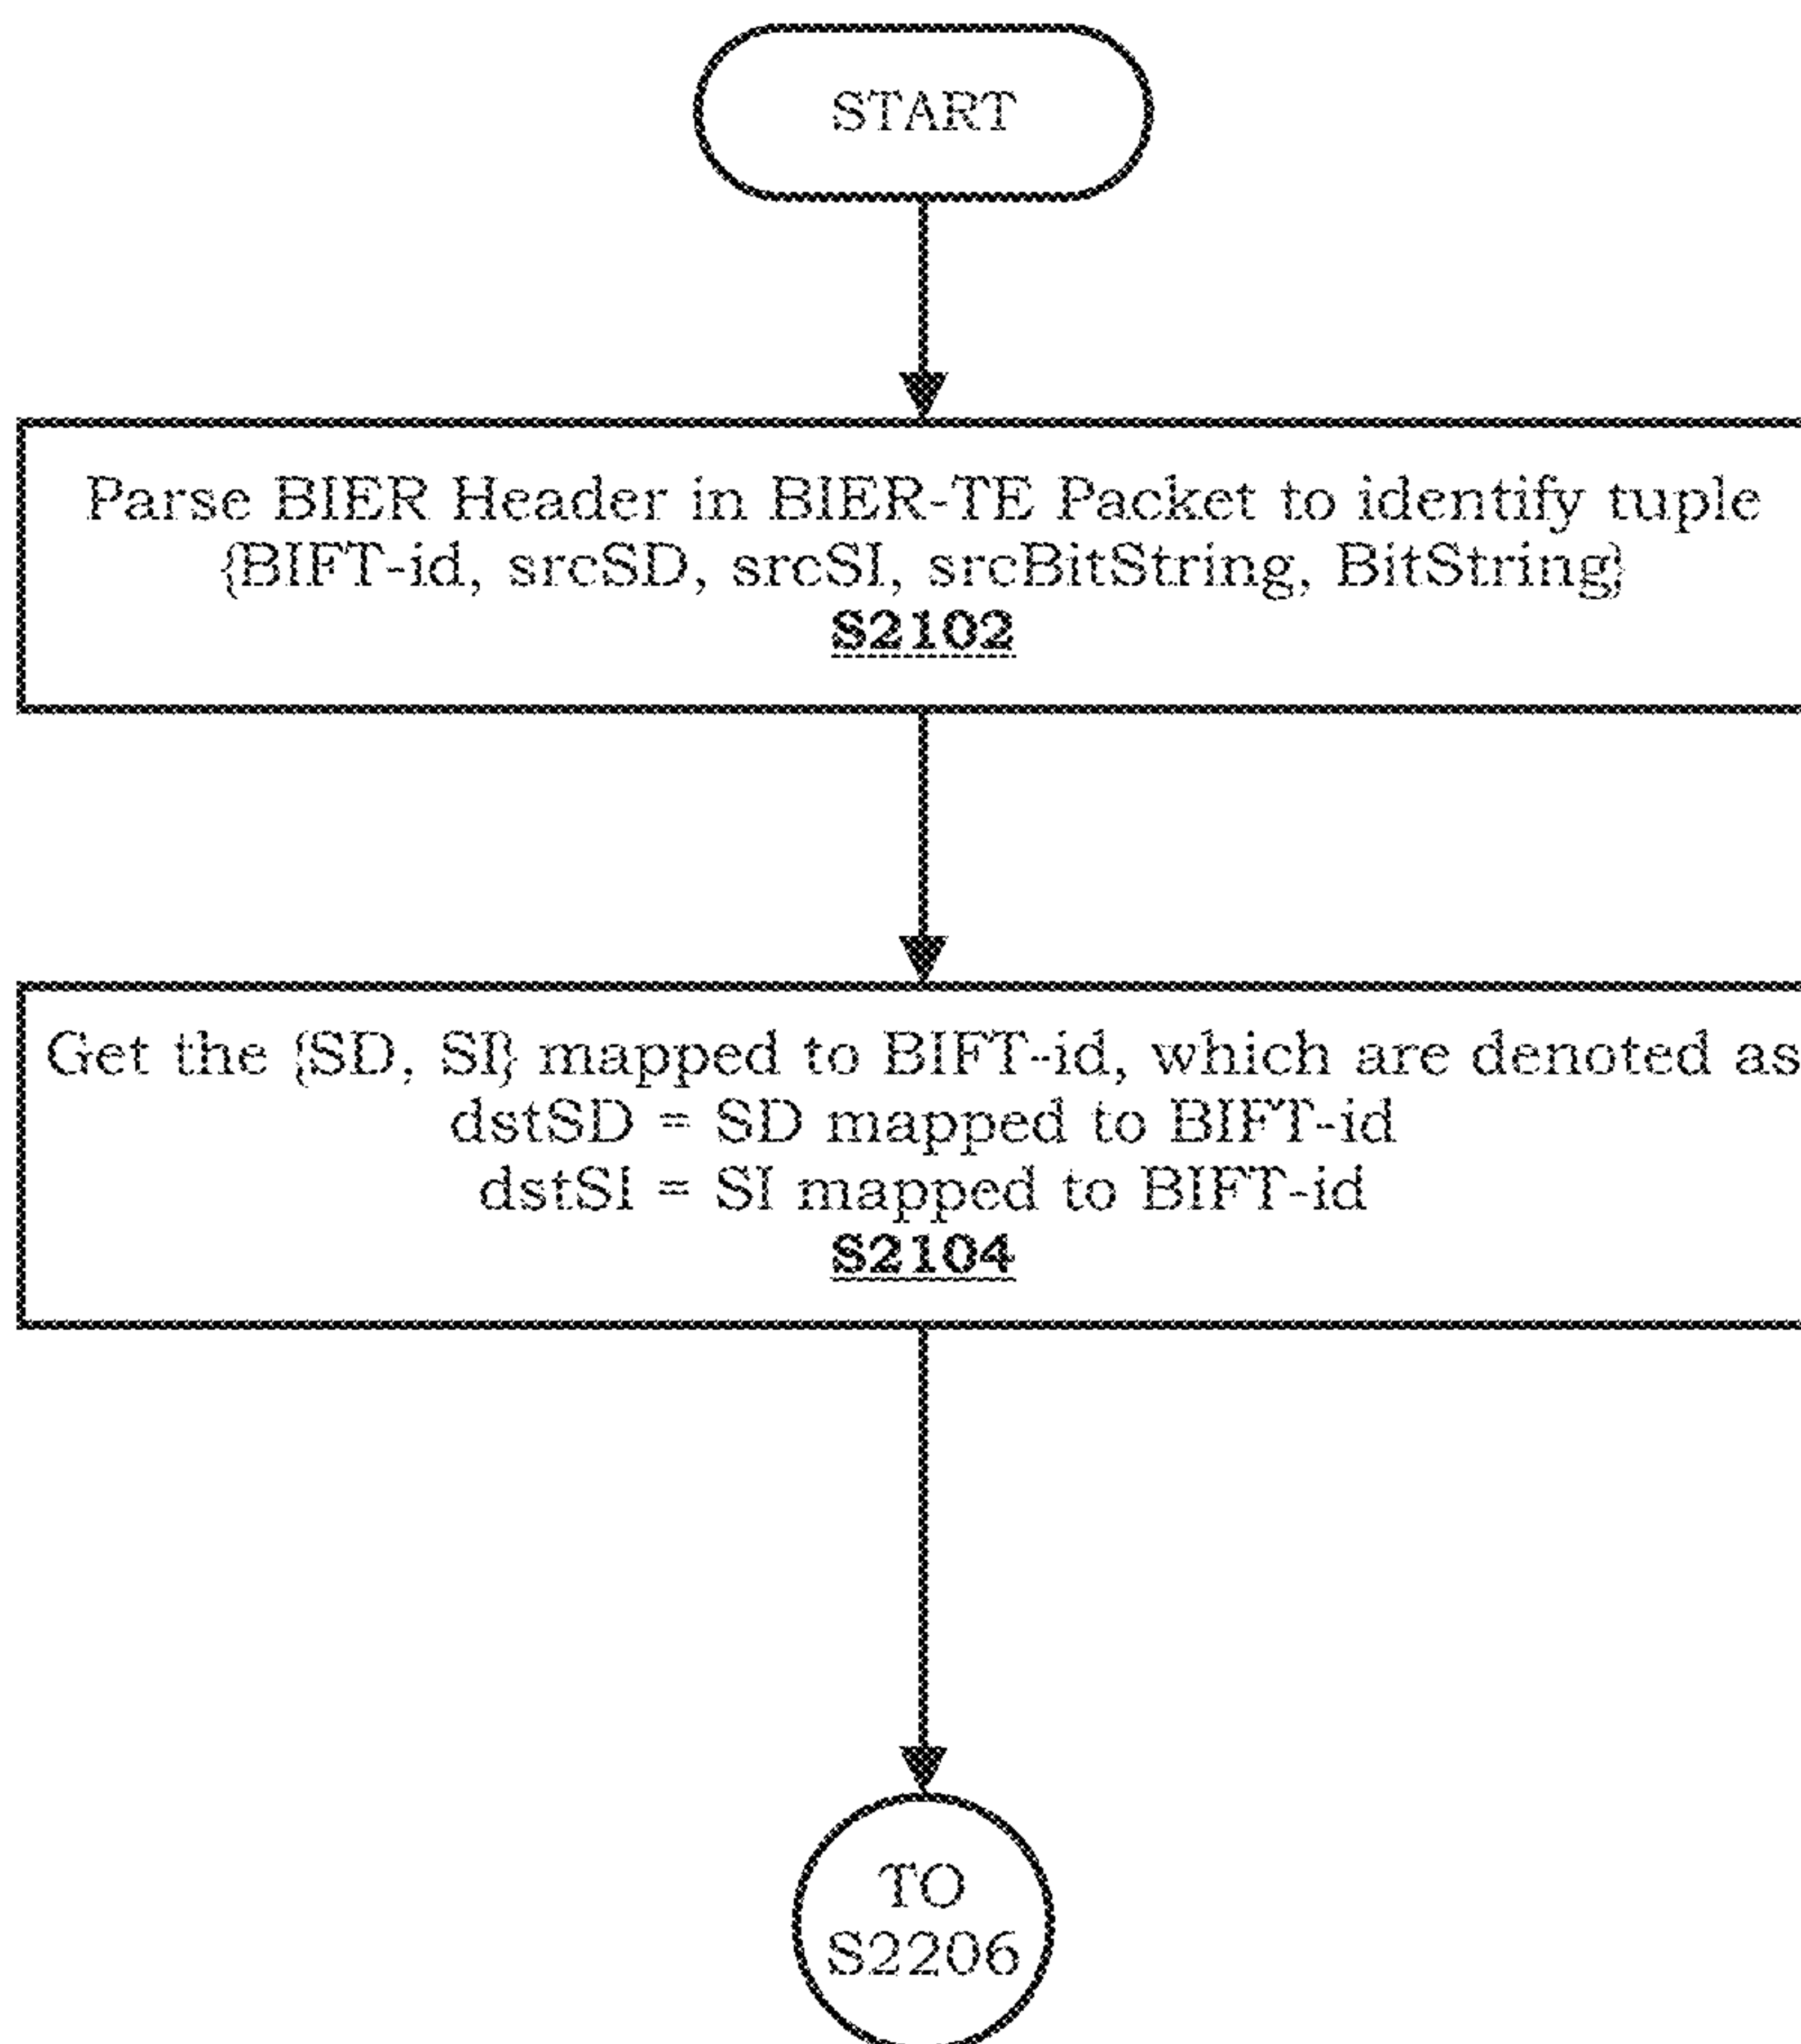 START
Parse BIER Header in BIER-TE Packet to identify tuple
{BIFT-id, srcSD, srcSI, srcBitString, BitString}
S2102
Get the {SD, SI} mapped to BIFT-id, which are denoted as
dstSD = SD mapped to BIFT-id
dstSI = SI mapped to BIFT-id
S2104
TO
S2206